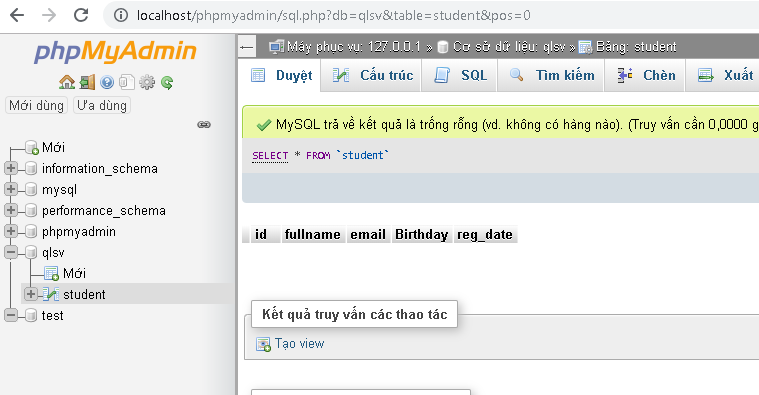 localhost/phpmyadmin/sql.php?db=qlsv&table=student&pos=0
phpMyAdmin
Mới dùng Ưa dùng
Mới
information_schema
mysql
performance_schema
phpmyadmin
qlsv
Mới
student
test
Máy phục vụ: 127.0.0.1 » Cơ sở dữ liệu: qlsv » Bảng: student
Duyệt Cấu trúc SQL Tìm kiếm Chèn Xuất
MySQL trả về kết quả là trống rỗng (vd. không có hàng nào). (Truy vấn cần 0,0000 g
SELECT * FROM `student`
id fullname email Birthday reg_date
Kết quả truy vấn các thao tác
Tạo view